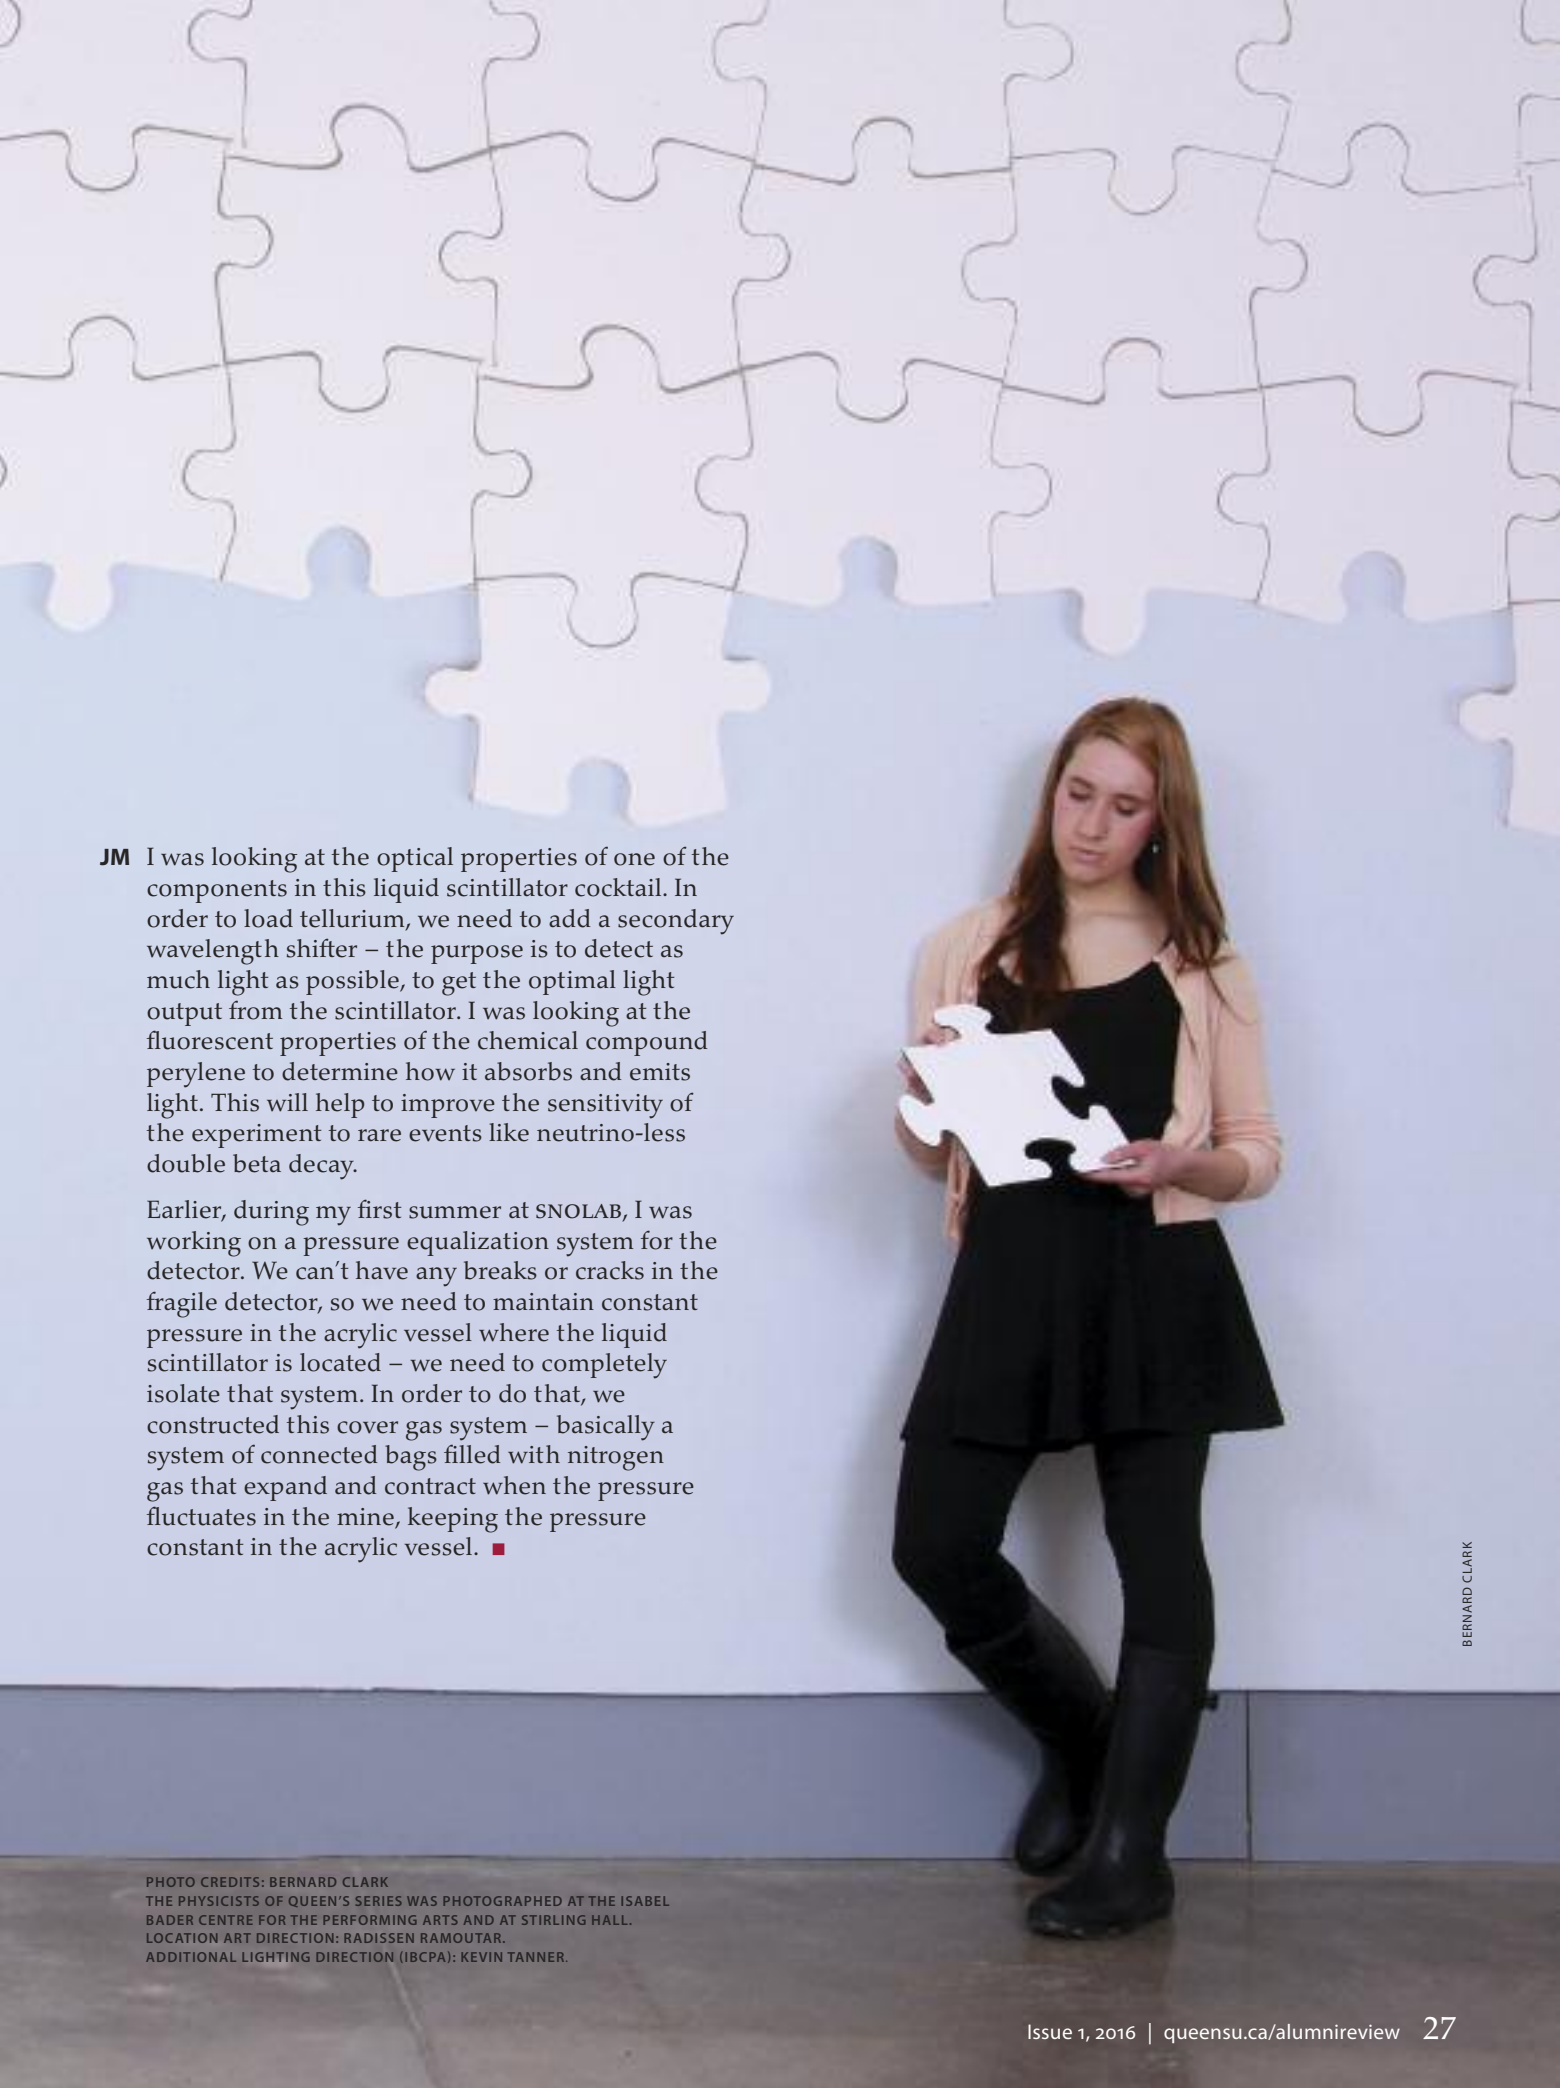 JM I was looking at the optical properties of one of the
components in this liquid scintillator cocktail. In
order to load tellurium, we need to add a secondary
wavelength shifter – the purpose is to detect as
much light as possible, to get the optimal light
output from the scintillator. I was looking at the
fluorescent properties of the chemical compound
perylene to determine how it absorbs and emits
light. This will help to improve the sensitivity of
the experiment to rare events like neutrino-less
double beta decay.
Earlier, during my first summer at SNOLAB, I was
working on a pressure equalization system for the
detector. We can't have any breaks or cracks in the
fragile detector, so we need to maintain constant
pressure in the acrylic vessel where the liquid
scintillator is located – we need to completely
isolate that system. In order to do that, we
constructed this cover gas system – basically a
system of connected bags filled with nitrogen
gas that expand and contract when the pressure
fluctuates in the mine, keeping the pressure
constant in the acrylic vessel. ■
BERNARD CLARK
PHOTO CREDITS: BERNARD CLARK
THE PHYSICISTS OF QUEEN'S SERIES WAS PHOTOGRAPHED AT THE ISABEL
BADER CENTRE FOR THE PERFORMING ARTS AND AT STIRLING HALL.
LOCATION ART DIRECTION: RADISSEN RAMOUTAR.
ADDITIONAL LIGHTING DIRECTION (IBCPA): KEVIN TANNER.
Issue 1, 2016 | queensu.ca/alumnireview 27